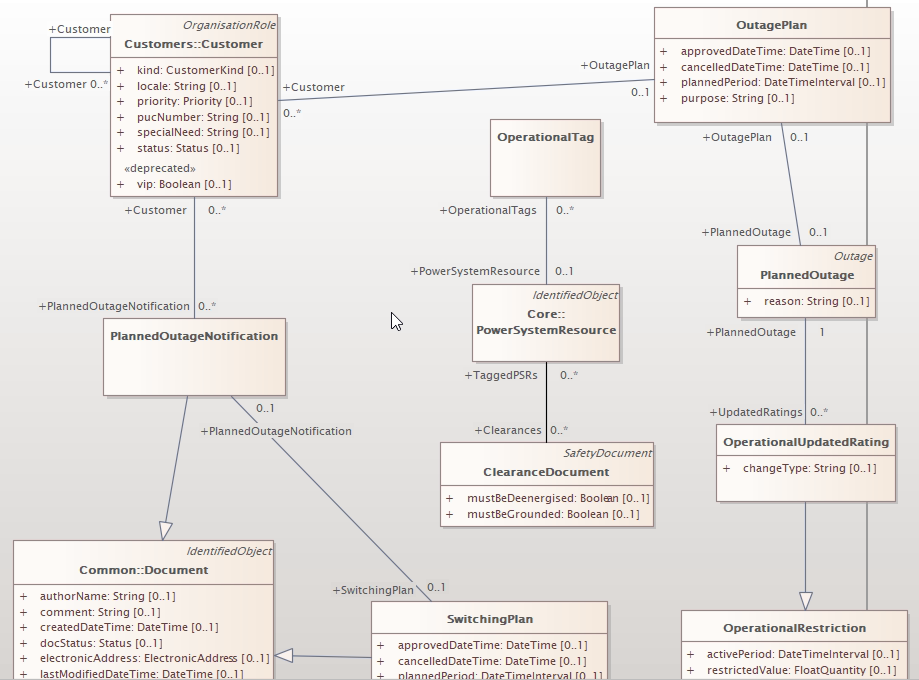 OrganisationRole
Customers::Customer
+ kind: CustomerKind [0..1]
+ locale: String [0..1]
+ priority: Priority [0..1]
+ pucNumber: String [0..1]
+ specialNeed: String [0..1]
+ status: Status [0..1]
«deprecated»
+ vip: Boolean [0..1]
+Customer
+Customer 0..*
+Customer
0..*
+OutagePlan
0..1
OutagePlan
+ approvedDateTime: DateTime [0..1]
+ cancelledDateTime: DateTime [0..1]
+ plannedPeriod: DateTimeInterval [0..1]
+ purpose: String [0..1]
OperationalTag
+OutagePlan 0..1
+Customer 0..*
+OperationalTags 0..*
+PlannedOutage 0..1
Outage
PlannedOutage
+ reason: String [0..1]
+PowerSystemResource 0..1
IdentifiedObject
Core::
PowerSystemResource
+PlannedOutageNotification 0..*
PlannedOutageNotification
+PlannedOutage 1
+TaggedPSRs 0..*
0..1
+PlannedOutageNotification
+Clearances 0..*
+UpdatedRatings 0..*
SafetyDocument
ClearanceDocument
+ mustBeDeenergised: Boolean [0..1]
+ mustBeGrounded: Boolean [0..1]
OperationalUpdatedRating
+ changeType: String [0..1]
IdentifiedObject
Common::Document
+ authorName: String [0..1]
+ comment: String [0..1]
+ createdDateTime: DateTime [0..1]
+ docStatus: Status [0..1]
+ electronicAddress: ElectronicAddress [0..1]
+ lastModifiedDateTime: DateTime [0..1]
+SwitchingPlan 0..1
SwitchingPlan
+ approvedDateTime: DateTime [0..1]
+ cancelledDateTime: DateTime [0..1]
+ plannedPeriod: DateTimeInterval [0..1]
OperationalRestriction
+ activePeriod: DateTimeInterval [0..1]
+ restrictedValue: FloatQuantity [0..1]